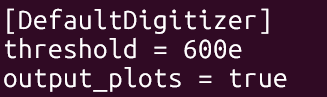 [DefaultDigitizer]
threshold = 600e
output_plots = true